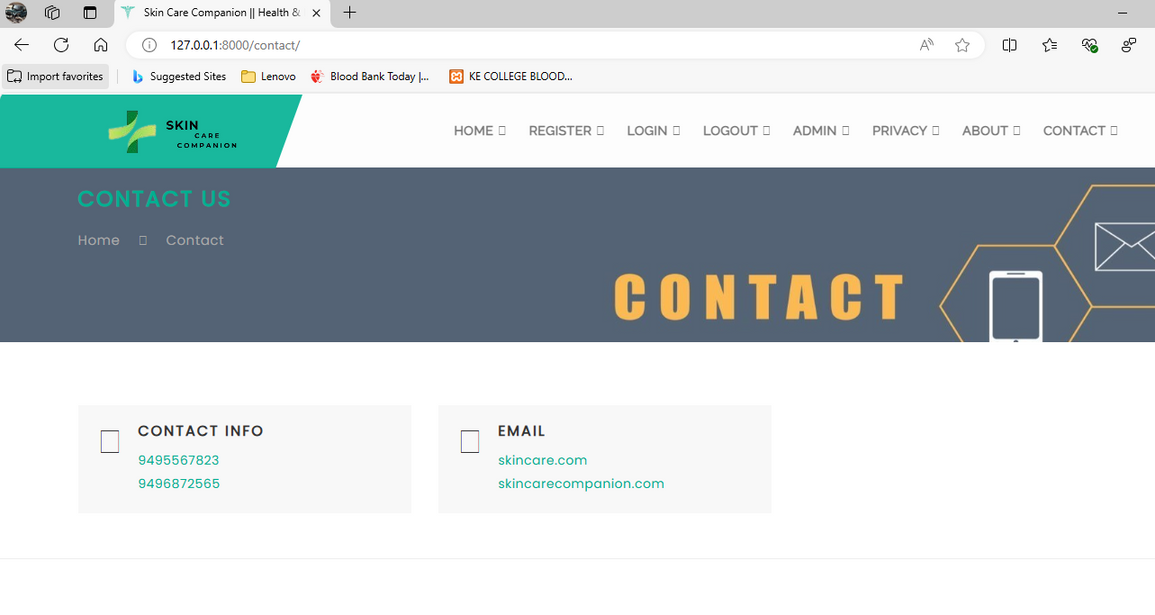 Skin Care Companion || Health &
127.0.0.1:8000/contact/
Import favorites
Suggested Sites
Lenovo
Blood Bank Today |...
KE COLLEGE BLOOD...
SKIN
CARE
COMPANION
HOME
REGISTER
LOGIN
LOGOUT
ADMIN
PRIVACY
ABOUT
CONTACT
CONTACT US
Home
Contact
CONTACT
CONTACT INFO
9495567823
9496872565
EMAIL
skincare.com
skincarecompanion.com